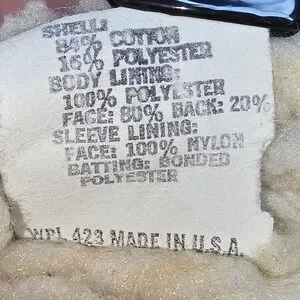 SHELL:
84% COTTON
16% POLYESTER
BODY LINING:
100% POLYESTER
FACE: 80% BACK: 20%
SLEEVE LINING:
FACE: 100% NYLON
BATTING: BONDED
POLYESTER
WPL 423 MADE IN U.S.A.